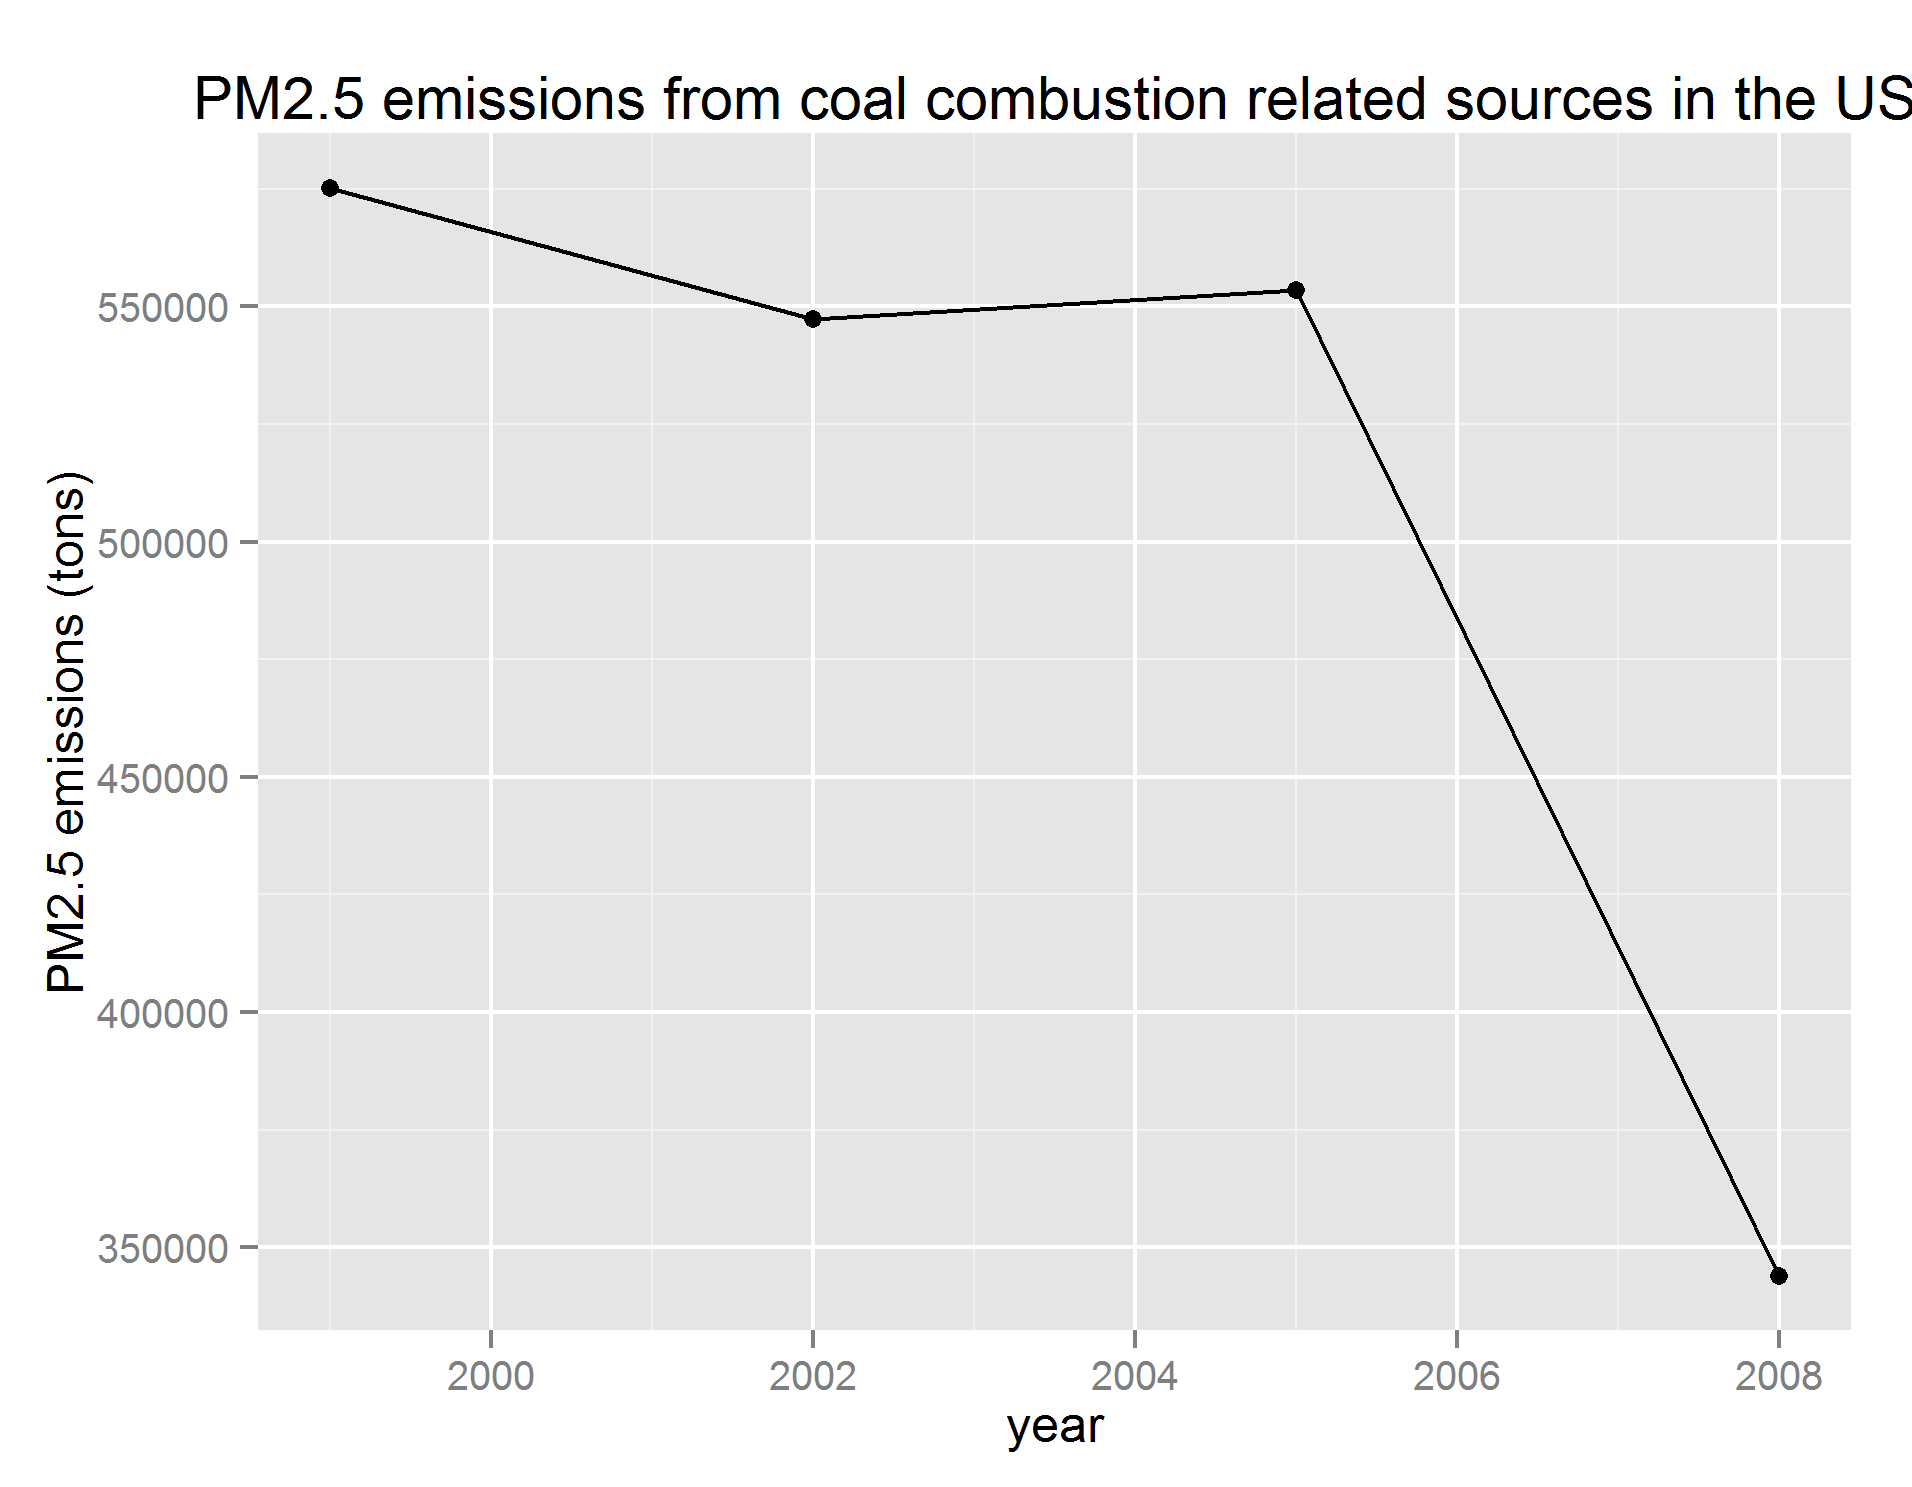 PM2.5 emissions from coal combustion related sources in the US
PM2.5 emissions (tons)
550000
500000
450000
400000
350000
2000 2002 2004 2006 2008
year